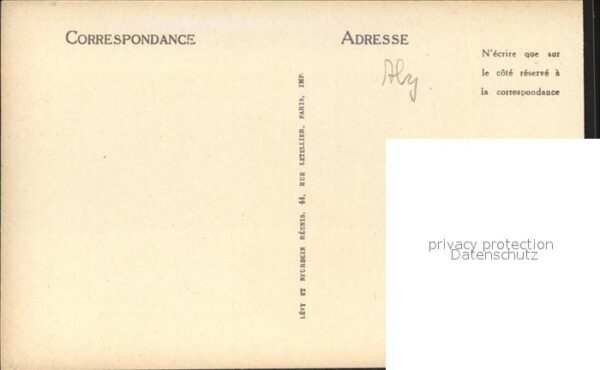 CORRESPONDANCE
ADRESSE
N'écrire que sur
le côté réservé à
la correspondance
LÉVY ET NEURDEIN RÉUNIS, 44, RUE LETELLIER, PARIS, IMP.
privacy protection
Datenschutz